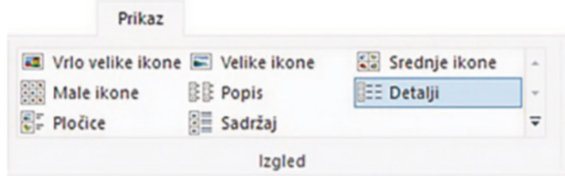 Prikaz
Vrlo velike ikone Velike ikone Srednje ikone
Male ikone Popis Detalji
Pločice Sadržaj
Izgled